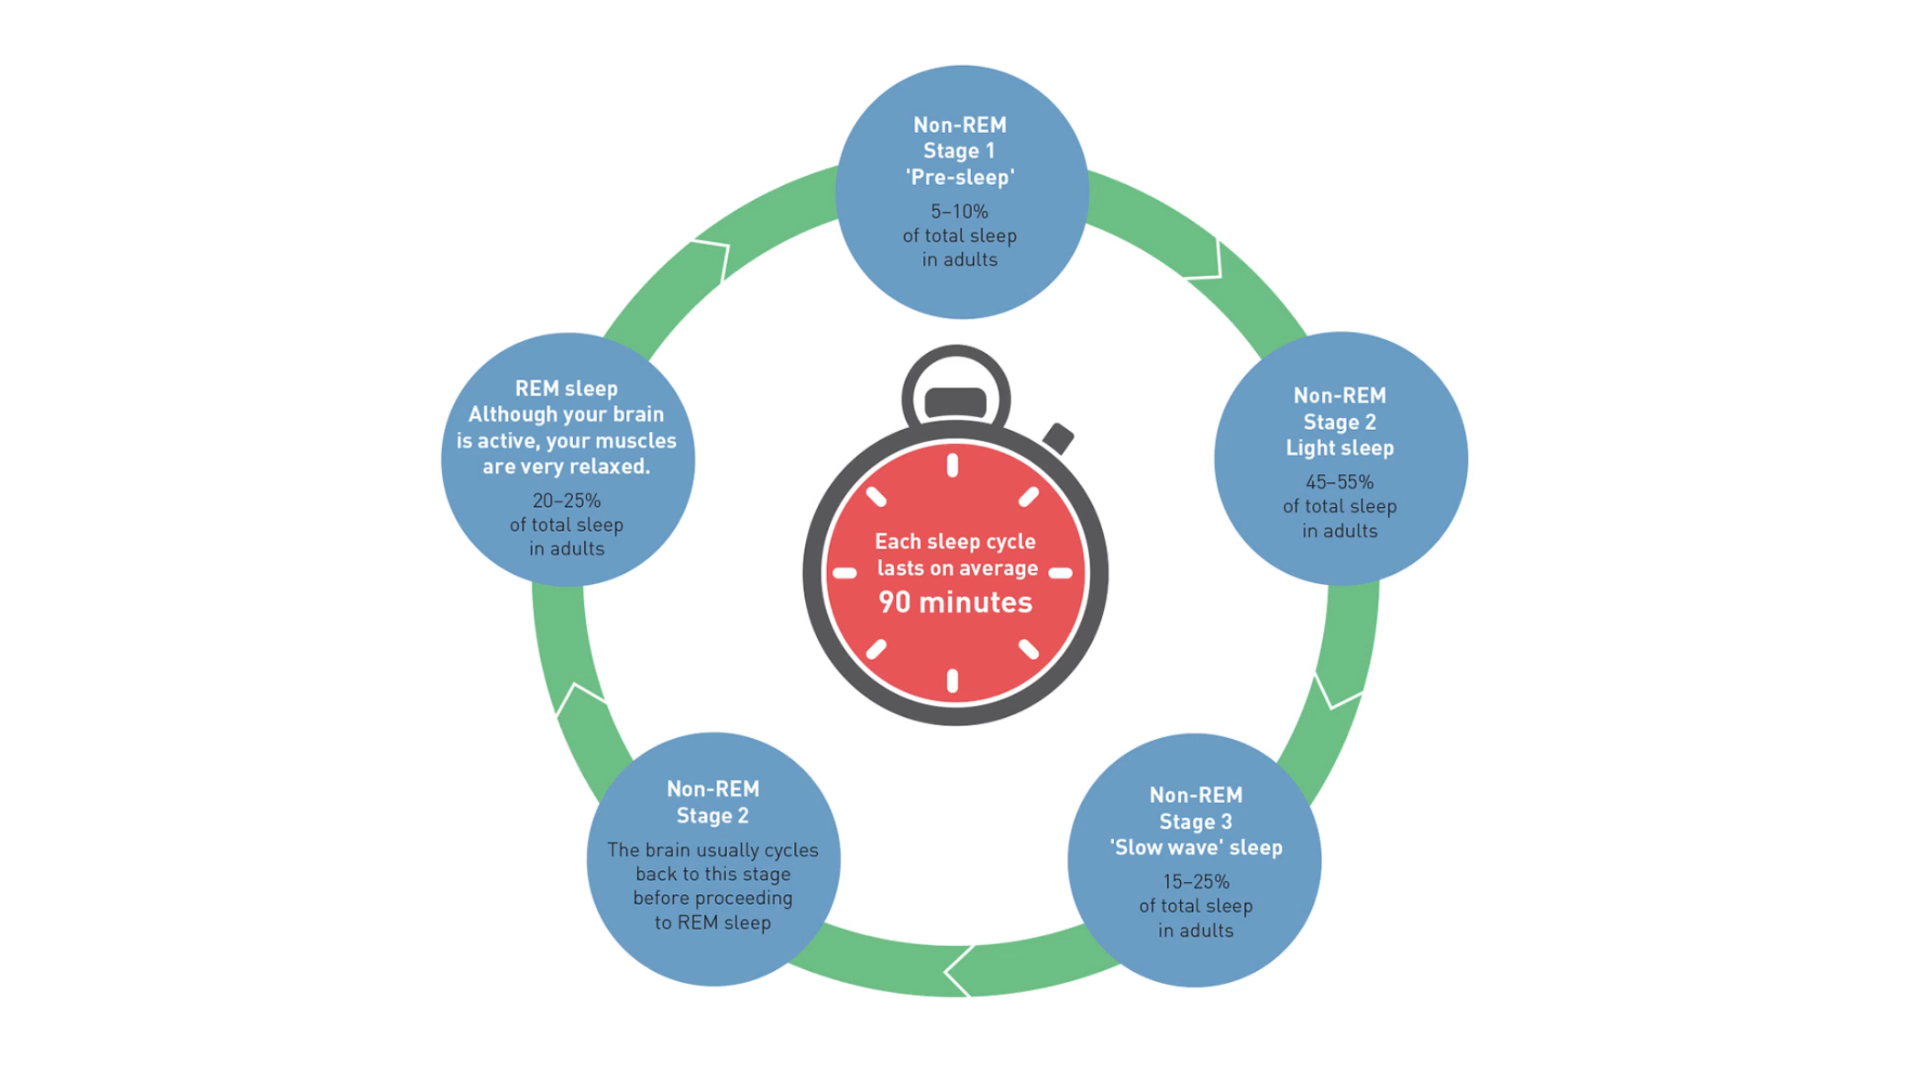 Non-REM
Stage 1
'Pre-sleep'
5–10%
of total sleep
in adults
Non-REM
Stage 2
Light sleep
45–55%
of total sleep
in adults
Non-REM
Stage 3
'Slow wave' sleep
15–25%
of total sleep
in adults
Non-REM
Stage 2
The brain usually cycles
back to this stage
before proceeding
to REM sleep
REM sleep
Although your brain
is active, your muscles
are very relaxed.
20–25%
of total sleep
in adults
Each sleep cycle
lasts on average
90 minutes